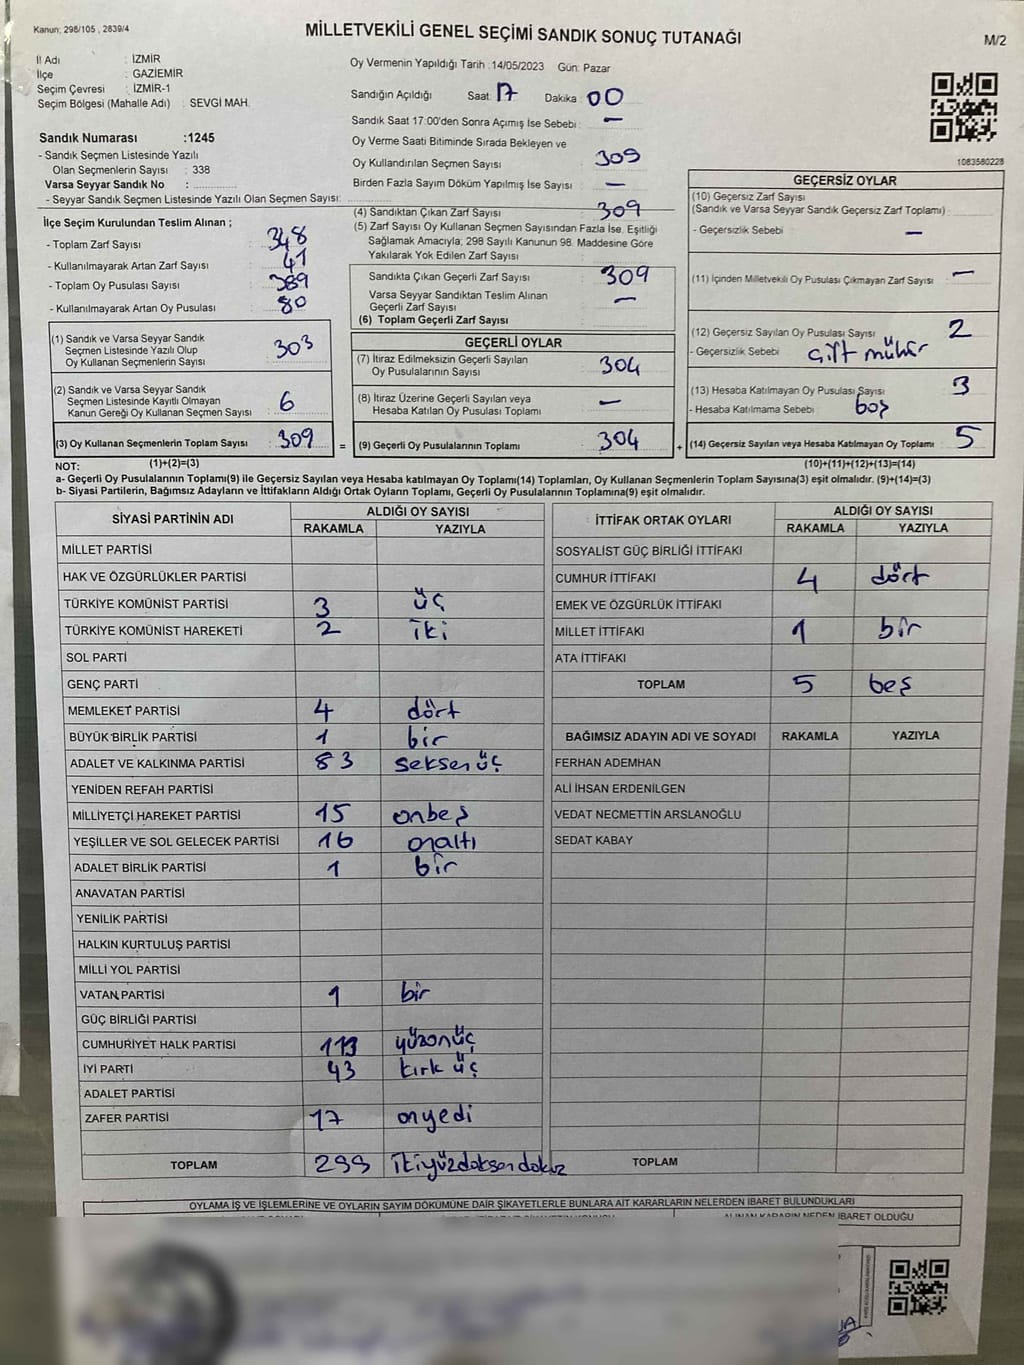 Kanun; 298/105 , 2839/4
MİLLETVEKİLİ GENEL SEÇİMİ SANDIK SONUÇ TUTANAĞI
M/2
İl Adı : İZMİR
İlçe : GAZİEMİR
Seçim Çevresi : İZMİR-1
Seçim Bölgesi (Mahalle Adı) : SEVGİ MAH.
Oy Vermenin Yapıldığı Tarih :14/05/2023 Gün: Pazar
Sandığın Açıldığı Saat: 17 Dakika: 00
Sandık Saat 17:00'den Sonra Açımış İse Sebebi : —
Oy Verme Saati Bitiminde Sırada Bekleyen ve
Oy Kullandırılan Seçmen Sayısı : 309
Birden Fazla Sayım Döküm Yapılmış İse Sayısı : —
1083580228
Sandık Numarası :1245
- Sandık Seçmen Listesinde Yazılı
Olan Seçmenlerin Sayısı : 338
Varsa Seyyar Sandık No :
- Seyyar Sandık Seçmen Listesinde Yazılı Olan Seçmen Sayısı:
İlçe Seçim Kurulundan Teslim Alınan ;
- Toplam Zarf Sayısı : 348
- Kullanılmayarak Artan Zarf Sayısı : 41
- Toplam Oy Pusulası Sayısı : 389
- Kullanılmayarak Artan Oy Pusulası : 80
(1) Sandık ve Varsa Seyyar Sandık
Seçmen Listesinde Yazılı Olup
Oy Kullanan Seçmenlerin Sayısı : 303
(2) Sandık ve Varsa Seyyar Sandık
Seçmen Listesinde Kayıtlı Olmayan
Kanun Gereği Oy Kullanan Seçmen Sayısı : 6
(3) Oy Kullanan Seçmenlerin Toplam Sayısı : 309 =
(4) Sandıktan Çıkan Zarf Sayısı : 309
(5) Zarf Sayısı Oy Kullanan Seçmen Sayısından Fazla İse, Eşitliği
Sağlamak Amacıyla; 298 Sayılı Kanunun 98. Maddesine Göre
Yakılarak Yok Edilen Zarf Sayısı :
Sandıkta Çıkan Geçerli Zarf Sayısı : 309
Varsa Seyyar Sandıktan Teslim Alınan
Geçerli Zarf Sayısı : —
(6) Toplam Geçerli Zarf Sayısı :
GEÇERLİ OYLAR
(7) İtiraz Edilmeksizin Geçerli Sayılan
Oy Pusulalarının Sayısı : 304
(8) İtiraz Üzerine Geçerli Sayılan veya
Hesaba Katılan Oy Pusulası Toplamı : —
(9) Geçerli Oy Pusulalarının Toplamı : 304 +
GEÇERSİZ OYLAR
(10) Geçersiz Zarf Sayısı
(Sandık ve Varsa Seyyar Sandık Geçersiz Zarf Toplamı) :
- Geçersizlik Sebebi : —
(11) İçinden Milletvekili Oy Pusulası Çıkmayan Zarf Sayısı : —
(12) Geçersiz Sayılan Oy Pusulası Sayısı : 2
- Geçersizlik Sebebi : çift mühür
(13) Hesaba Katılmayan Oy Pusulası Sayısı : 3
- Hesaba Katılmama Sebebi : boş
(14) Geçersiz Sayılan veya Hesaba Katılmayan Oy Toplamı : 5
NOT: (1)+(2)=(3)
(10)+(11)+(12)+(13)=(14)
a- Geçerli Oy Pusulalarının Toplamı(9) ile Geçersiz Sayılan veya Hesaba katılmayan Oy Toplamı(14) Toplamları, Oy Kullanan Seçmenlerin Toplam Sayısına(3) eşit olmalıdır. (9)+(14)=(3)
b- Siyasi Partilerin, Bağımsız Adayların ve İttifakların Aldığı Ortak Oyların Toplamı, Geçerli Oy Pusulalarının Toplamına(9) eşit olmalıdır.
SİYASİ PARTİNİN ADI
ALDIĞI OY SAYISI
RAKAMLA YAZIYLA
MİLLET PARTİSİ
HAK VE ÖZGÜRLÜKLER PARTİSİ
TÜRKİYE KOMÜNİST PARTİSİ 3 üç
TÜRKİYE KOMÜNİST HAREKETİ 2 iki
SOL PARTİ
GENÇ PARTİ
MEMLEKET PARTİSİ 4 dört
BÜYÜK BİRLİK PARTİSİ 1 bir
ADALET VE KALKINMA PARTİSİ 83 seksen üç
YENİDEN REFAH PARTİSİ
MİLLİYETÇİ HAREKET PARTİSİ 15 onbeş
YEŞİLLER VE SOL GELECEK PARTİSİ 16 onaltı
ADALET BİRLİK PARTİSİ 1 bir
ANAVATAN PARTİSİ
YENİLİK PARTİSİ
HALKIN KURTULUŞ PARTİSİ
MİLLİ YOL PARTİSİ
VATAN PARTİSİ 1 bir
GÜÇ BİRLİĞİ PARTİSİ
CUMHURİYET HALK PARTİSİ 113 yüzonüç
İYİ PARTİ 43 kırk üç
ADALET PARTİSİ
ZAFER PARTİSİ 17 onyedi
TOPLAM 299 ikiyüzdoksendokuz
İTTİFAK ORTAK OYLARI
ALDIĞI OY SAYISI
RAKAMLA YAZIYLA
SOSYALİST GÜÇ BİRLİĞİ İTTİFAKI
CUMHUR İTTİFAKI 4 dört
EMEK VE ÖZGÜRLÜK İTTİFAKI
MİLLET İTTİFAKI 1 bir
ATA İTTİFAKI
TOPLAM 5 beş
BAĞIMSIZ ADAYIN ADI VE SOYADI RAKAMLA YAZIYLA
FERHAN ADEMHAN
ALİ İHSAN ERDENİLGEN
VEDAT NECMETTİN ARSLANOĞLU
SEDAT KABAY
TOPLAM
OYLAMA İŞ VE İŞLEMLERİNE VE OYLARIN SAYIM DÖKÜMÜNE DAİR ŞİKAYETLERLE BUNLARA AİT KARARLARIN NELERDEN İBARET BULUNDUKLARI
ALINAN KARARIN NEDEN İBARET OLDUĞU